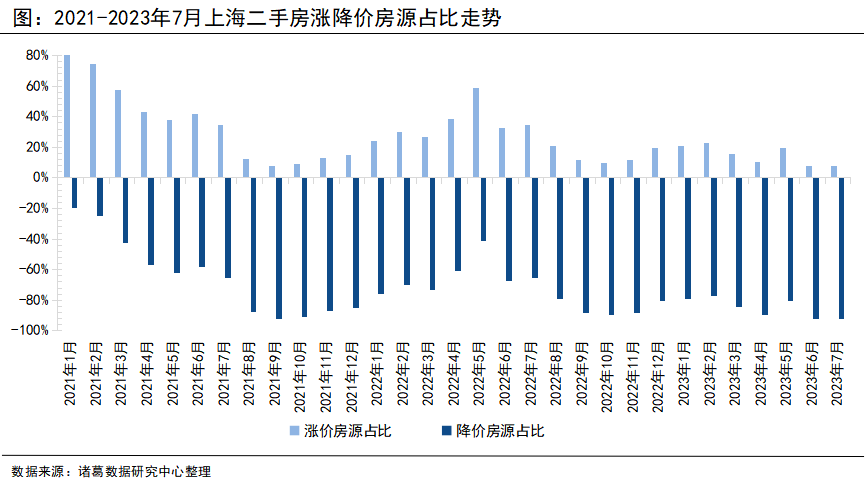 图：2021-2023年7月上海二手房涨降价房源占比走势
80%
60%
40%
20%
0%
-20%
-40%
-60%
-80%
-100%
2021年1月
2021年2月
2021年3月
2021年4月
2021年5月
2021年6月
2021年7月
2021年8月
2021年9月
2021年10月
2021年11月
2021年12月
2022年1月
2022年2月
2022年3月
2022年4月
2022年5月
2022年6月
2022年7月
2022年8月
2022年9月
2022年10月
2022年11月
2022年12月
2023年1月
2023年2月
2023年3月
2023年4月
2023年5月
2023年6月
2023年7月
涨价房源占比 降价房源占比
数据来源：诸葛数据研究中心整理